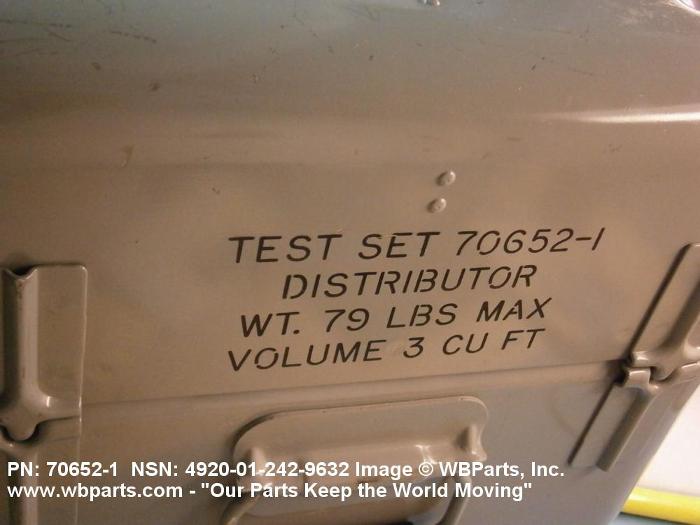 TEST SET 70652-1
DISTRIBUTOR
WT. 79 LBS MAX
VOLUME 3 CU FT
PN: 70652-1 NSN: 4920-01-242-9632 Image © WBParts, Inc.
www.wbparts.com - "Our Parts Keep the World Moving"